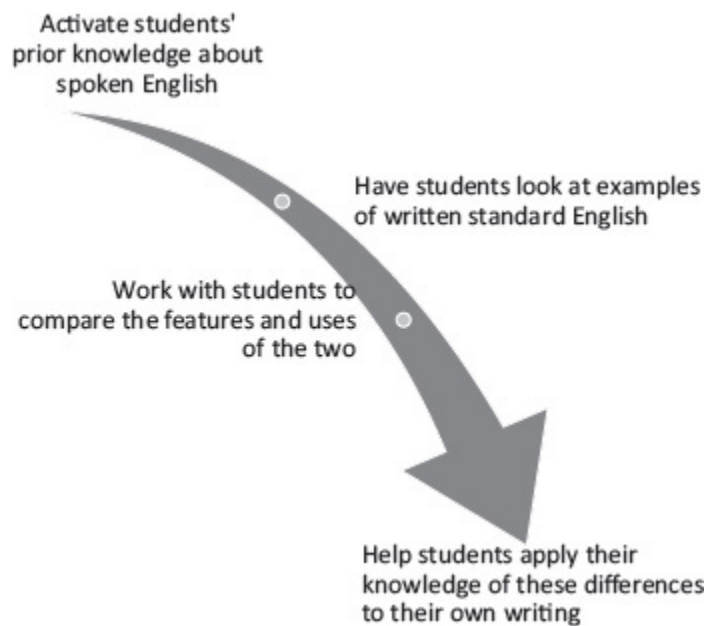 Activate students'
prior knowledge about
spoken English
Have students look at examples
of written standard English
Work with students to
compare the features and uses
of the two
Help students apply their
knowledge of these differences
to their own writing